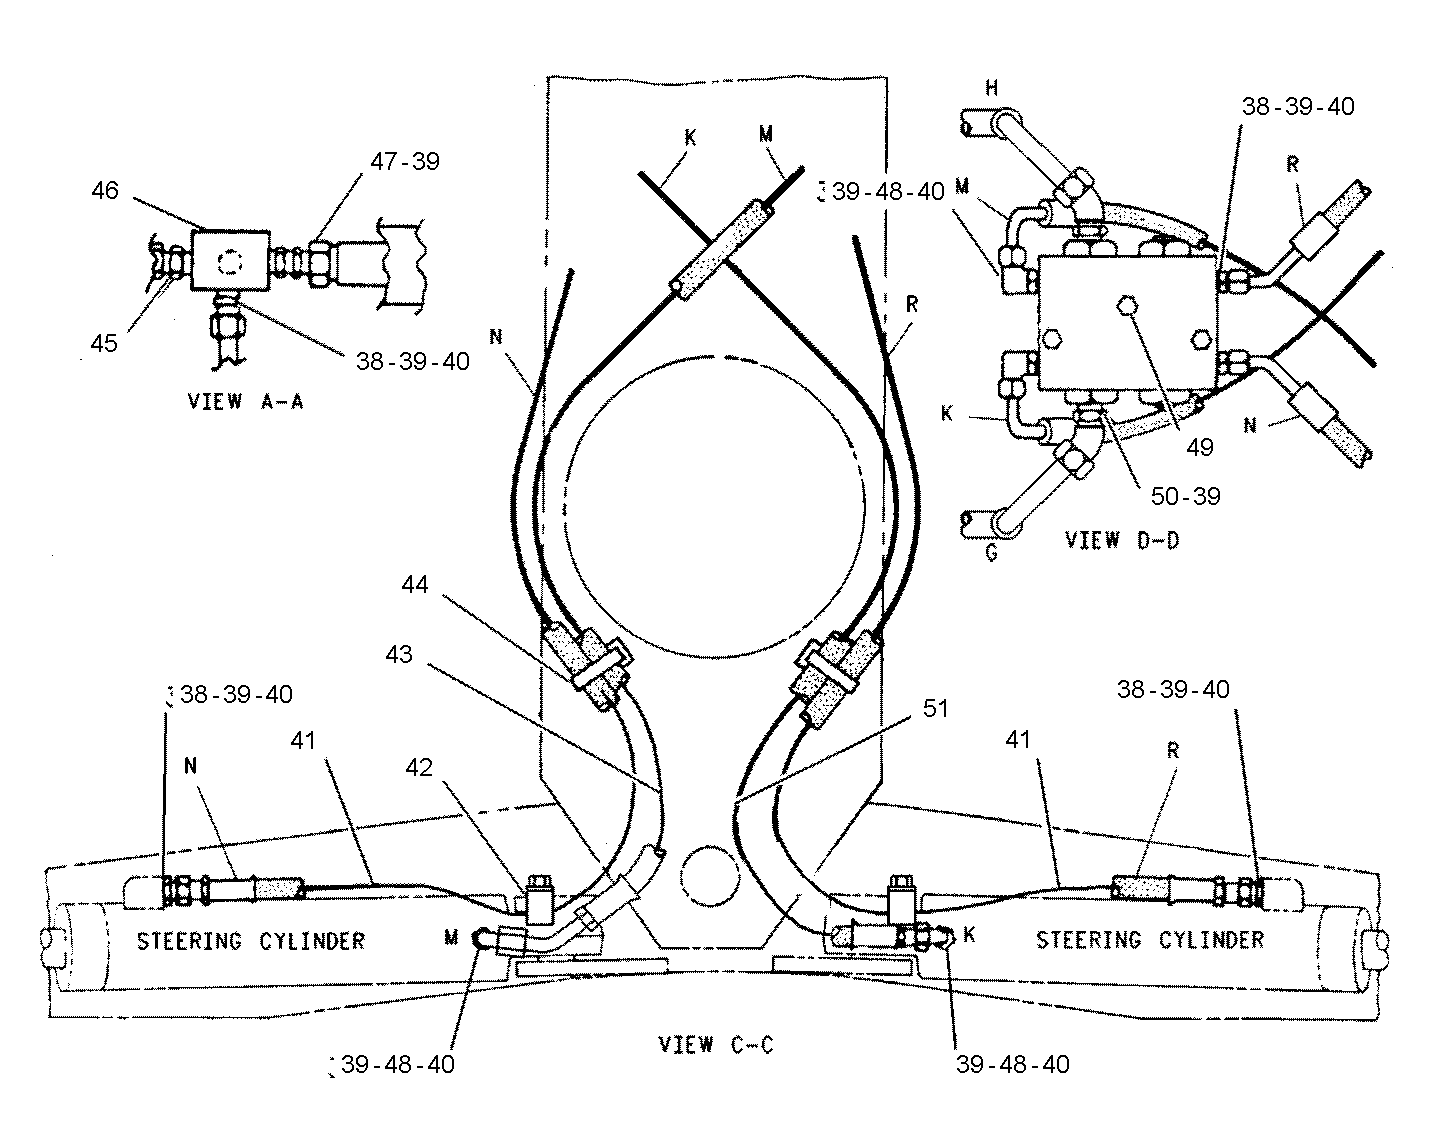 H
38-39-40
K
M
47-39
R
46
39-48-40
M
N
R
45
38-39-40
VIEW A-A
K
N
49
50-39
VIEW D-D
G
44
43
38-39-40
38-39-40
51
41
41
R
N
42
STEERING CYLINDER
M
K
STEERING CYLINDER
VIEW C-C
39-48-40
39-48-40